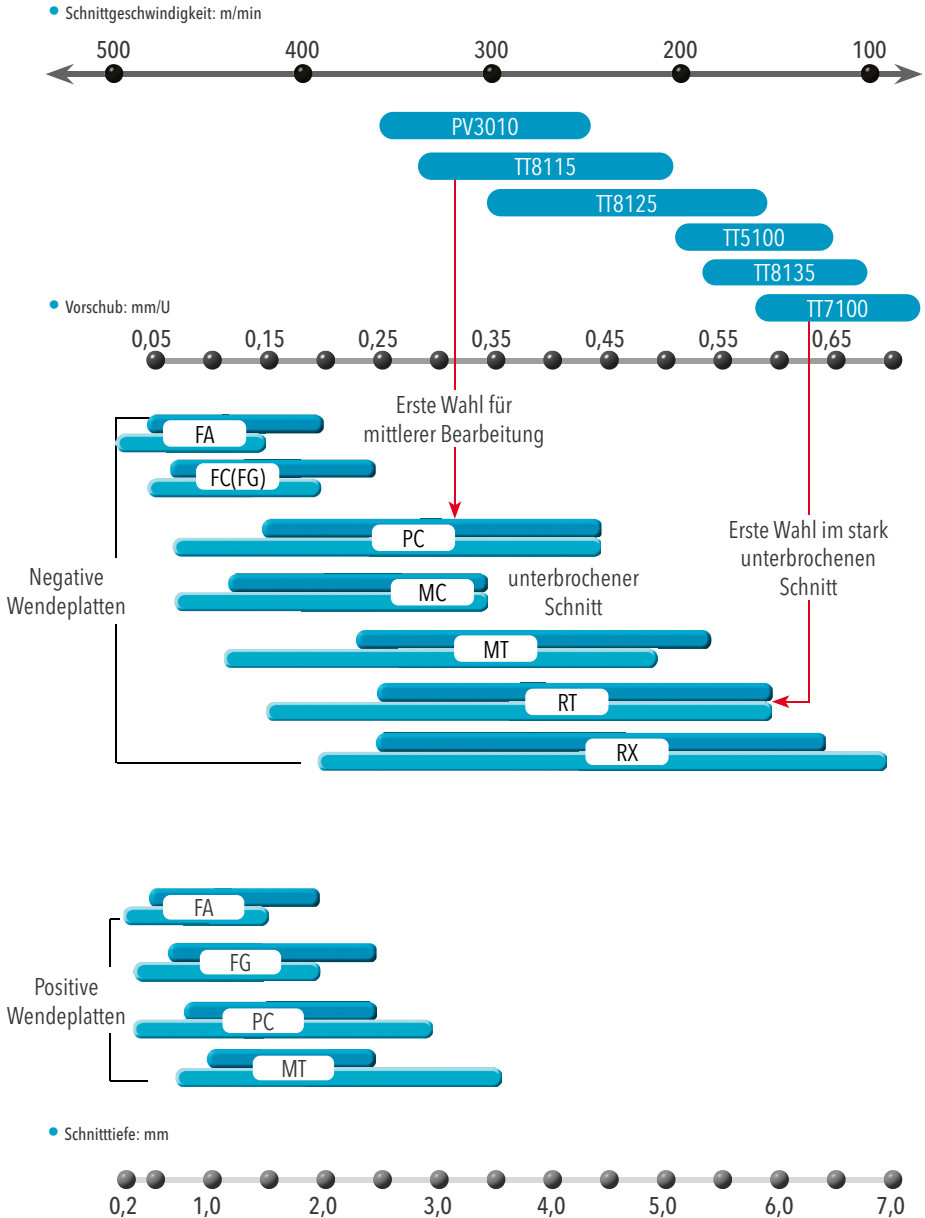 Schnittgeschwindigkeit: m/min
500 400 300 200 100
PV3010
TT8115
TT8125
TT5100
TT8135
TT7100
Vorschub: mm/U
0,05 0,15 0,25 0,35 0,45 0,55 0,65
Erste Wahl für
mittlerer Bearbeitung
FA
FC(FG)
PC
Erste Wahl im stark
unterbrochenen
Schnitt
Negative
Wendeplatten
MC
unterbrochener
Schnitt
MT
RT
RX
FA
FG
Positive
Wendeplatten
PC
MT
Schnitttiefe: mm
0,2 1,0 2,0 3,0 4,0 5,0 6,0 7,0